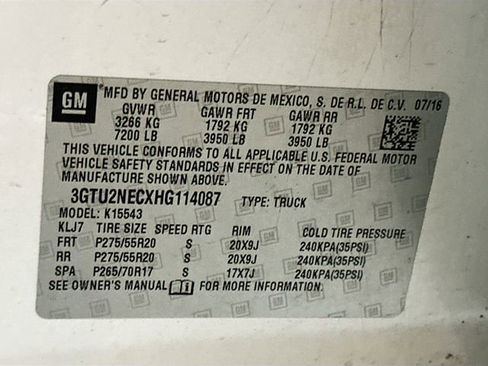 GM MFD BY GENERAL MOTORS DE MEXICO, S. DE R.L. DE C.V. 07/16
GVWR GAWR FRT GAWR RR
3266 KG 1792 KG 1792 KG
7200 LB 3950 LB 3950 LB
THIS VEHICLE CONFORMS TO ALL APPLICABLE U.S. FEDERAL MOTOR
VEHICLE SAFETY STANDARDS IN EFFECT ON THE DATE OF
MANUFACTURE SHOWN ABOVE.
3GTU2NECXHG114087 TYPE: TRUCK
MODEL: K15543
KLJ7 TIRE SIZE SPEED RTG RIM COLD TIRE PRESSURE
FRT P275/55R20 S 20X9J 240KPA(35PSI)
RR P275/55R20 S 20X9J 240KPA(35PSI)
SPA P265/70R17 S 17X7J 240KPA(35PSI)
SEE OWNER'S MANUAL FOR MORE INFORMATION.